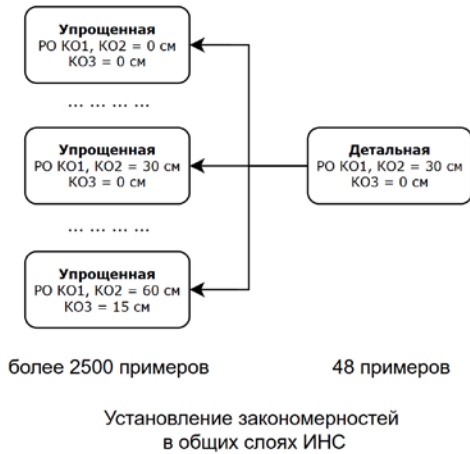 Упрощенная
РО КО1, КО2 = 0 см
КО3 = 0 см
... ... ... ...
Упрощенная
РО КО1, КО2 = 30 см
КО3 = 0 см
Детальная
РО КО1, КО2 = 30 см
КО3 = 0 см
... ... ... ...
Упрощенная
РО КО1, КО2 = 60 см
КО3 = 15 см
более 2500 примеров
48 примеров
Установление закономерностей
в общих слоях ИНС